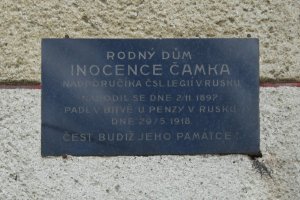 RODNÝ DŮM
INOCENCE ČAMKA
NADPORUČÍKA ČSL. LEGIÍ V RUSKU
NARODIL SE DNE 2.11. 1897.
PADL V BITVĚ U PENZY V RUSKU
DNE 29/5. 1918.
ČEST BUDIŽ JEHO PAMÁTCE!